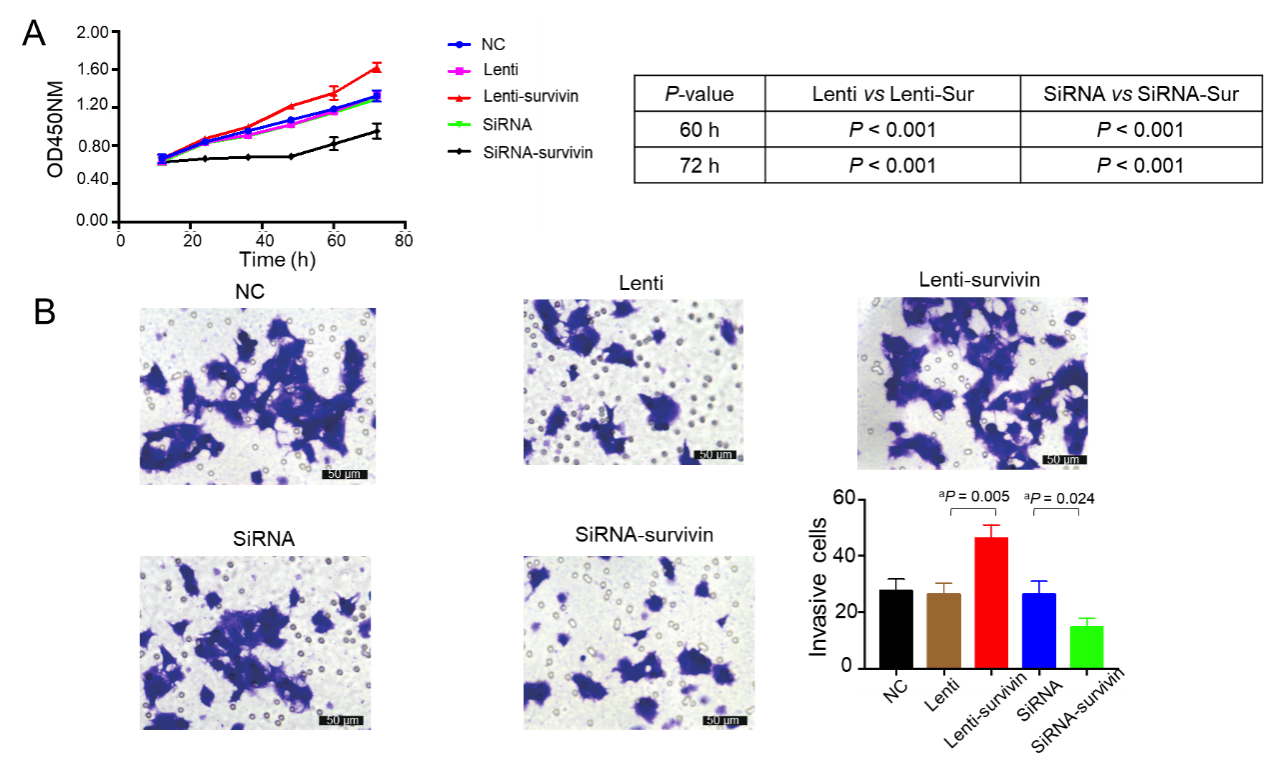 A
2.00
1.60
1.20
0.80
0.40
0.00
OD450NM
0 20 40 60 80
Time (h)
NC
Lenti
Lenti-survivin
SiRNA
SiRNA-survivin
P-value Lenti vs Lenti-Sur SiRNA vs SiRNA-Sur
60 h P < 0.001 P < 0.001
72 h P < 0.001 P < 0.001
B
NC
50 µm
Lenti
50 µm
Lenti-survivin
50 µm
SiRNA
50 µm
SiRNA-survivin
50 µm
60
40
20
0
Invasive cells
ᵃP = 0.005 ᵃP = 0.024
NC
Lenti
Lenti-survivin
SiRNA
SiRNA-survivin